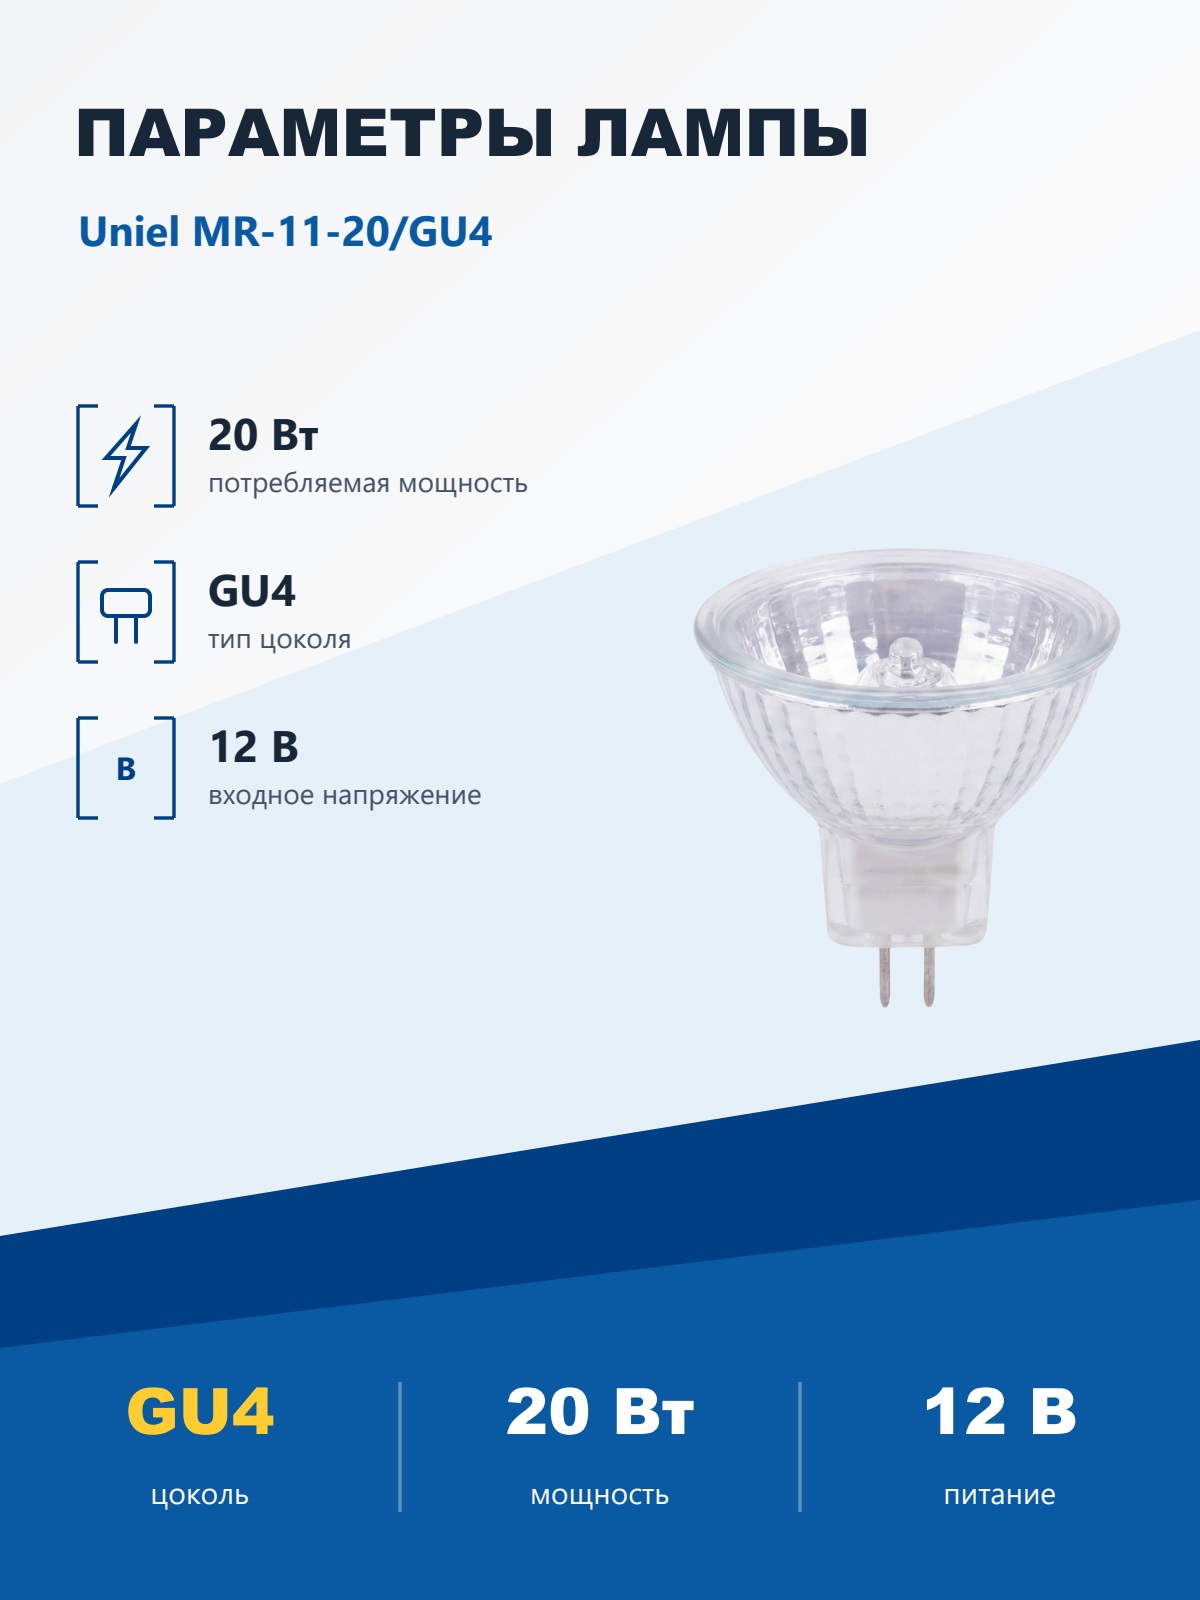 ПАРАМЕТРЫ ЛАМПЫ
Uniel MR-11-20/GU4
20 Вт
потребляемая мощность
GU4
тип цоколя
В
12 В
входное напряжение
GU4
цоколь
20 Вт
мощность
12 В
питание